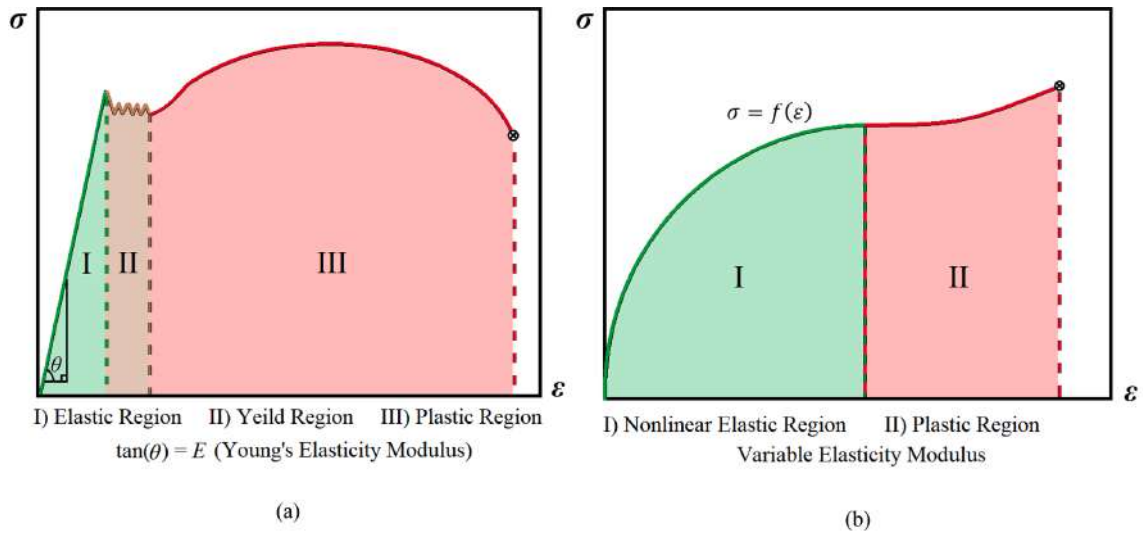 σ
I
II
III
θ
ε
I) Elastic Region II) Yeild Region III) Plastic Region
tan(θ) = E (Young's Elasticity Modulus)
(a)
σ
σ = f(ε)
I
II
ε
I) Nonlinear Elastic Region II) Plastic Region
Variable Elasticity Modulus
(b)